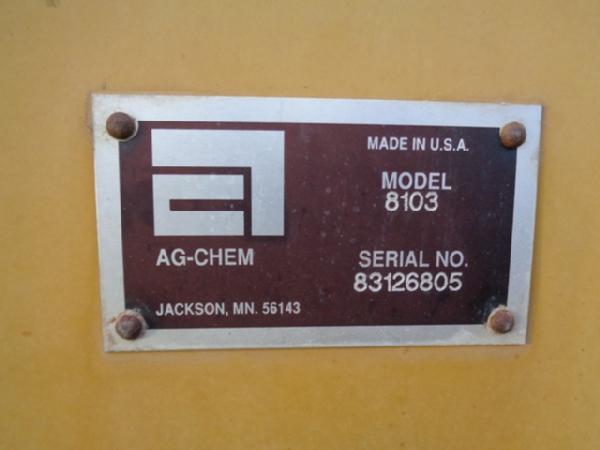 MADE IN U.S.A.
MODEL
8103
AG-CHEM
SERIAL NO.
83126805
JACKSON, MN. 56143